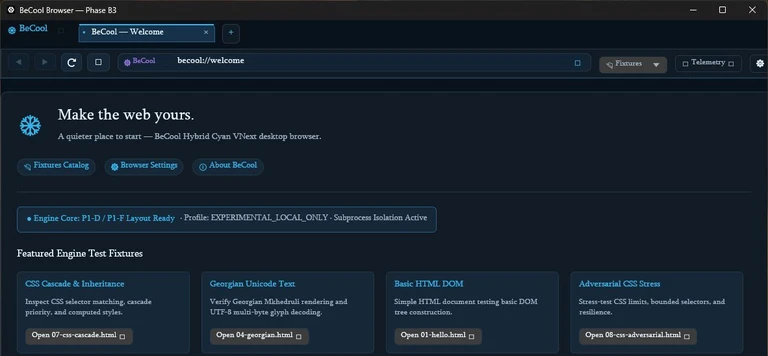 BeCool Browser — Phase B3
BeCool
BeCool — Welcome
BeCool
becool://welcome
Fixtures
Telemetry
Make the web yours.
A quieter place to start — BeCool Hybrid Cyan VNext desktop browser.
Fixtures Catalog
Browser Settings
About BeCool
Engine Core: P1-D / P1-F Layout Ready · Profile: EXPERIMENTAL_LOCAL_ONLY · Subprocess Isolation Active
Featured Engine Test Fixtures
CSS Cascade & Inheritance
Inspect CSS selector matching, cascade
priority, and computed styles.
Open 07-css-cascade.html
Georgian Unicode Text
Verify Georgian Mkhedruli rendering and
UTF-8 multi-byte glyph decoding.
Open 04-georgian.html
Basic HTML DOM
Simple HTML document testing basic DOM
tree construction.
Open 01-hello.html
Adversarial CSS Stress
Stress-test CSS limits, bounded selectors, and
resilience.
Open 08-css-adversarial.html